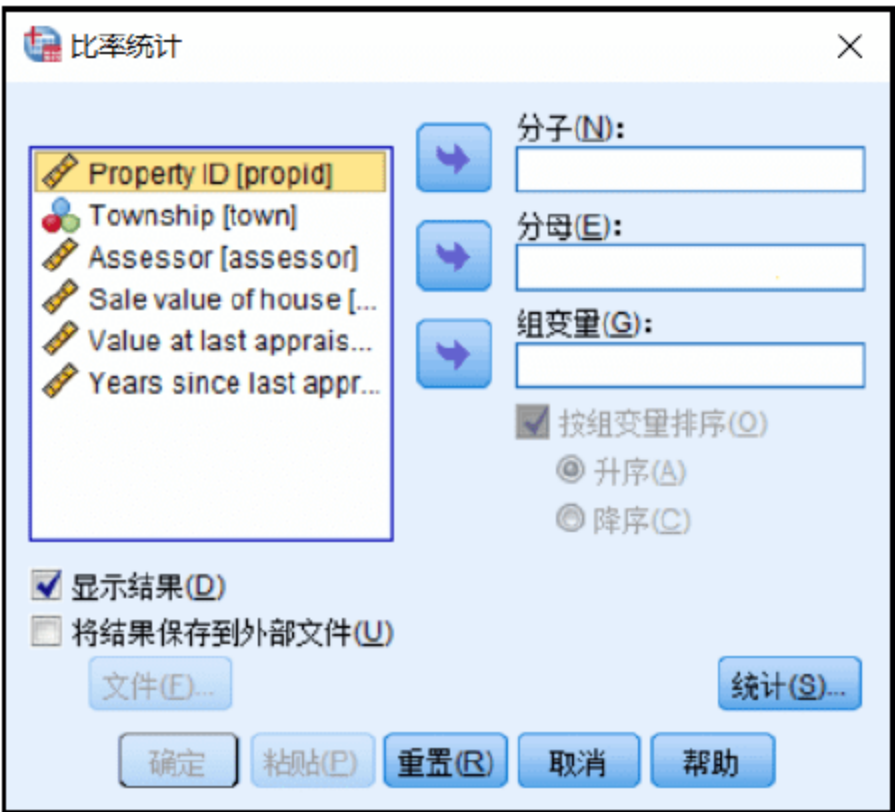 比率统计
分子(N):
Property ID [propid]
Township [town]
分母(E):
Assessor [assessor]
Sale value of house [...
组变量(G):
Value at last apprais...
Years since last appr...
按组变量排序(O)
升序(A)
降序(C)
显示结果(D)
将结果保存到外部文件(U)
文件(F)...
统计(S)...
确定
粘贴(P)
重置(R)
取消
帮助